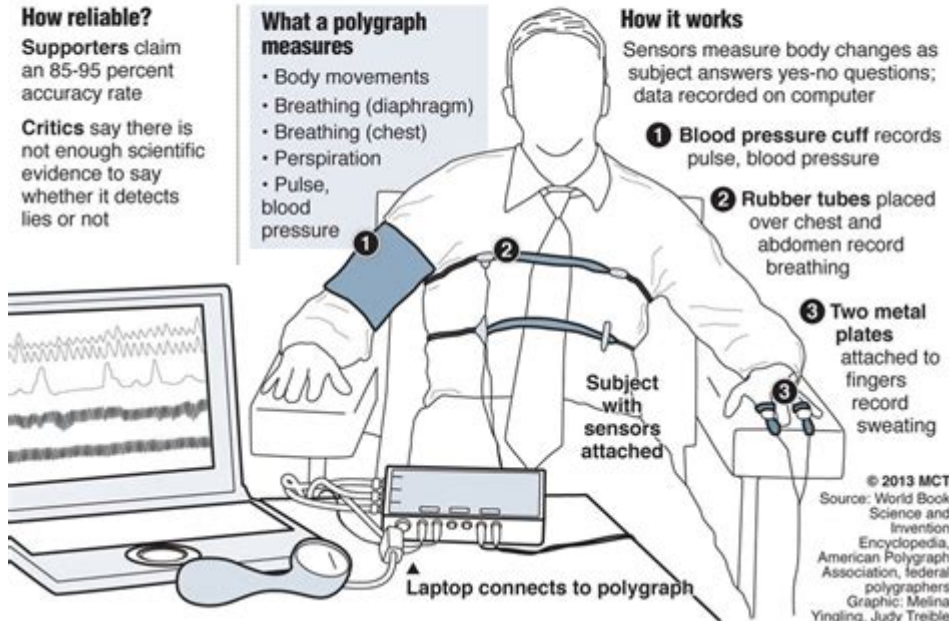 How reliable?
Supporters claim
an 85-95 percent
accuracy rate
Critics say there is
not enough scientific
evidence to say
whether it detects
lies or not
What a polygraph
measures
• Body movements
• Breathing (diaphragm)
• Breathing (chest)
• Perspiration
• Pulse,
blood
pressure
How it works
Sensors measure body changes as
subject answers yes-no questions;
data recorded on computer
1 Blood pressure cuff records
pulse, blood pressure
2 Rubber tubes placed
over chest and
abdomen record
breathing
3 Two metal
plates
attached to
fingers
record
sweating
1
2
3
Subject
with
sensors
attached
Laptop connects to polygraph
© 2013 MCT
Source: World Book
Science and
Invention
Encyclopedia,
American Polygraph
Association, federal
polygraphers
Graphic: Melina
Yingling, Judy Treible